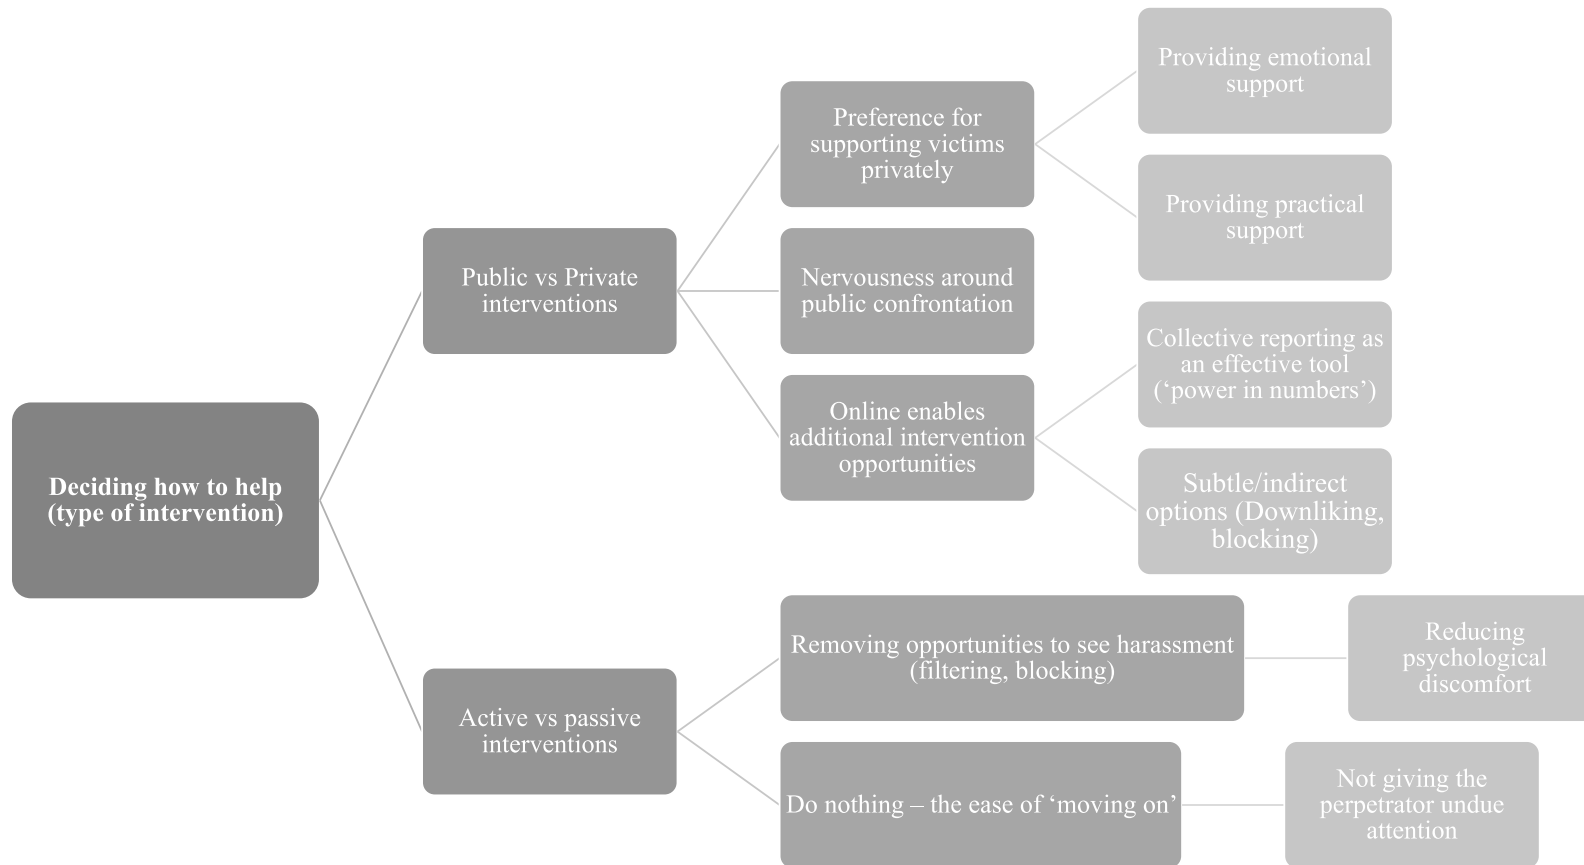 Deciding how to help
(type of intervention)
Public vs Private
interventions
Preference for
supporting victims
privately
Providing emotional
support
Providing practical
support
Nervousness around
public confrontation
Online enables
additional intervention
opportunities
Collective reporting as
an effective tool
(‘power in numbers’)
Subtle/indirect
options (Downliking,
blocking)
Active vs passive
interventions
Removing opportunities to see harassment
(filtering, blocking)
Reducing
psychological
discomfort
Do nothing – the ease of ‘moving on’
Not giving the
perpetrator undue
attention